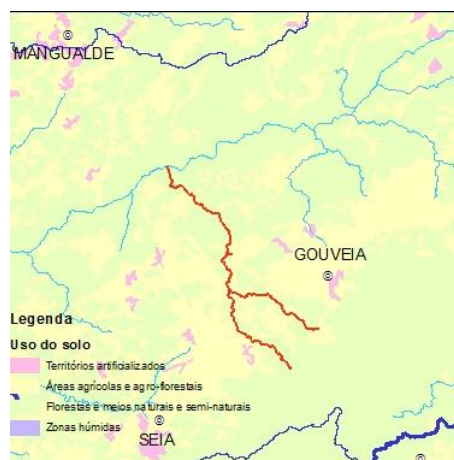 MANGUALDE
GOUVEIA
Legenda
Uso do solo
Territórios artificializados
Áreas agrícolas e agro-florestais
Florestas e meios naturais e semi-naturais
Zonas húmidas
SEIA